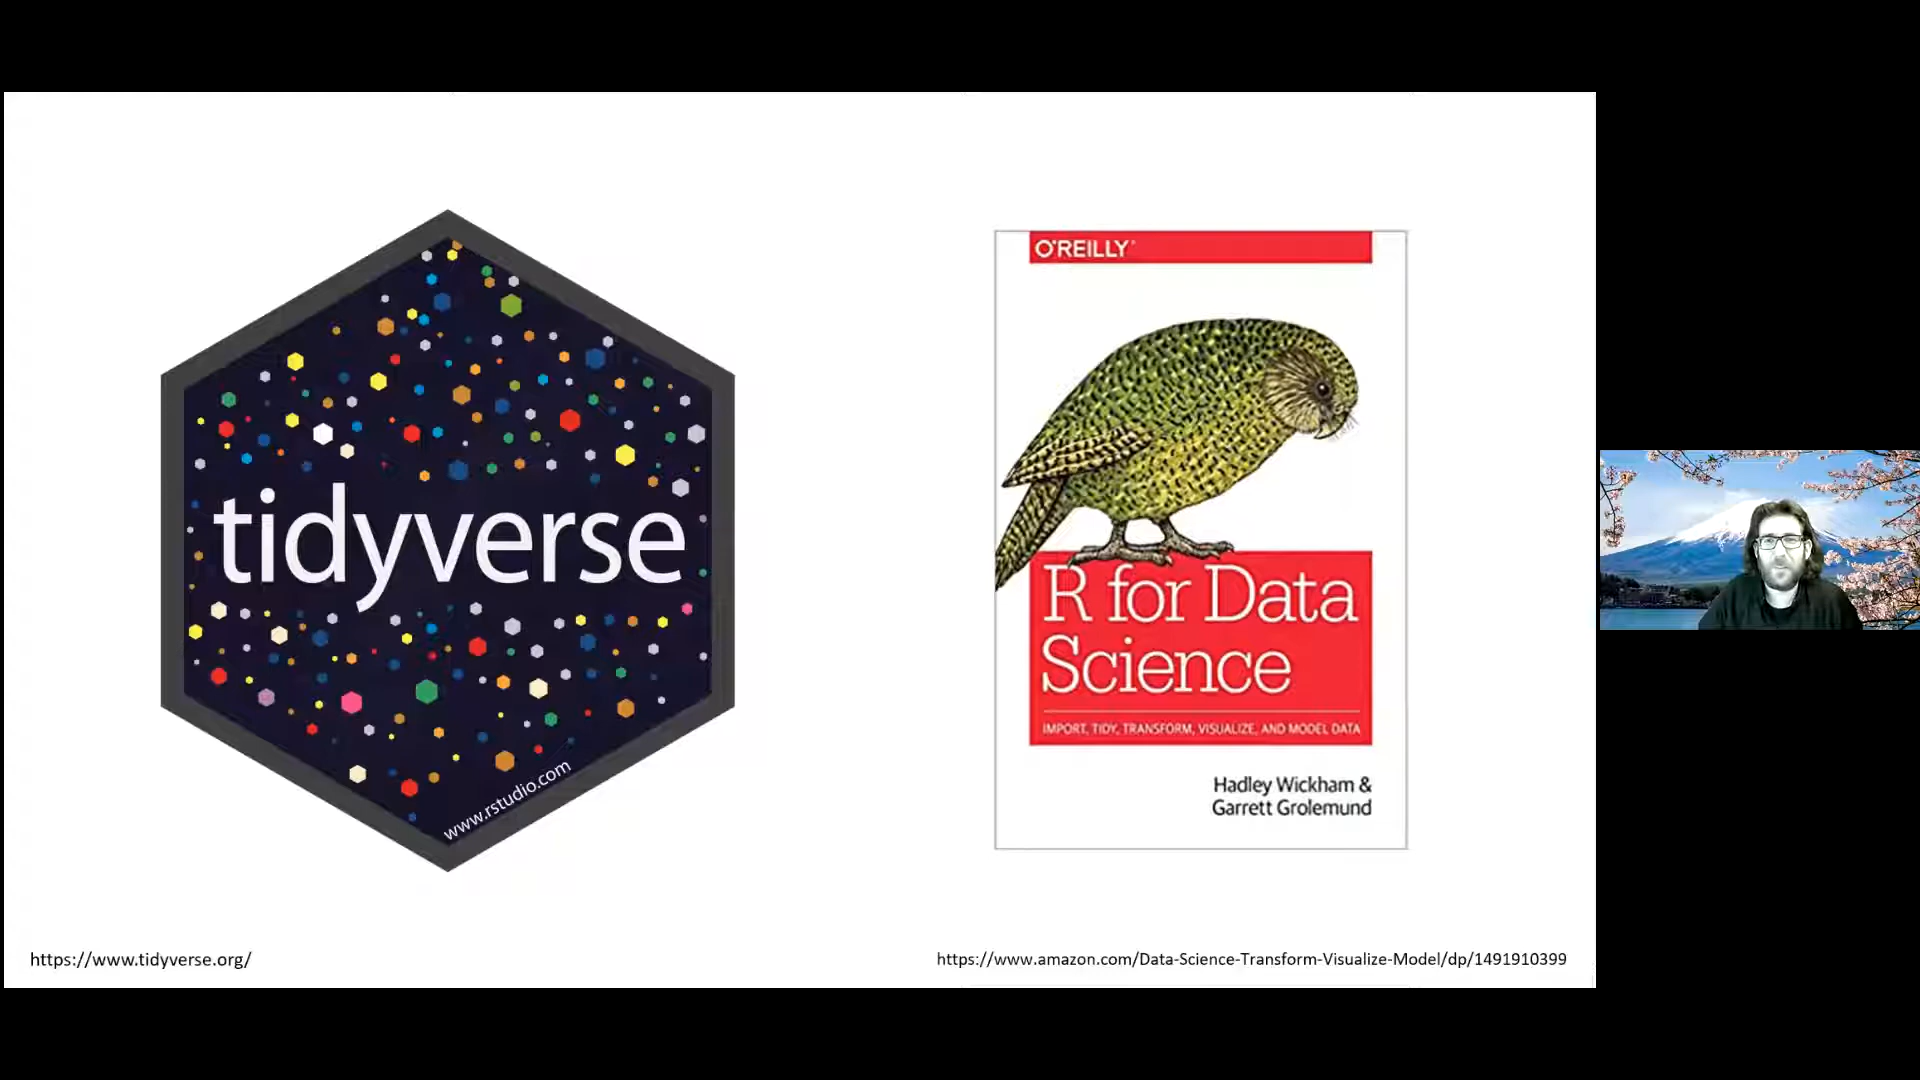 tidyverse
www.rstudio.com
https://www.tidyverse.org/
O'REILLY®
R for Data
Science
IMPORT, TIDY, TRANSFORM, VISUALIZE, AND MODEL DATA
Hadley Wickham &
Garrett Grolemund
https://www.amazon.com/Data-Science-Transform-Visualize-Model/dp/1491910399